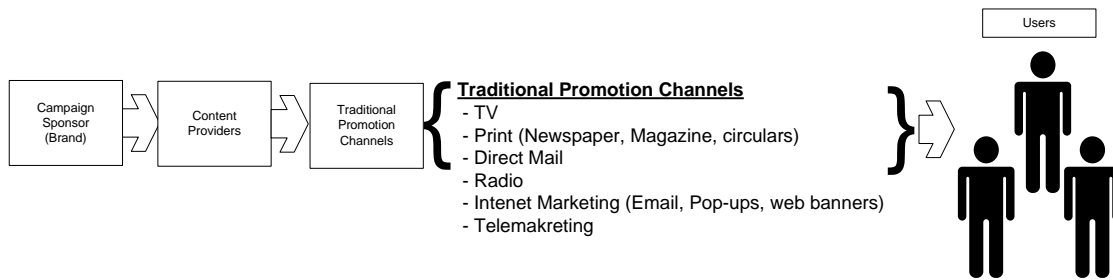 Users
Campaign
Sponsor
(Brand)
Content
Providers
Traditional
Promotion
Channels
Traditional Promotion Channels
- TV
- Print (Newspaper, Magazine, circulars)
- Direct Mail
- Radio
- Intenet Marketing (Email, Pop-ups, web banners)
- Telemakreting